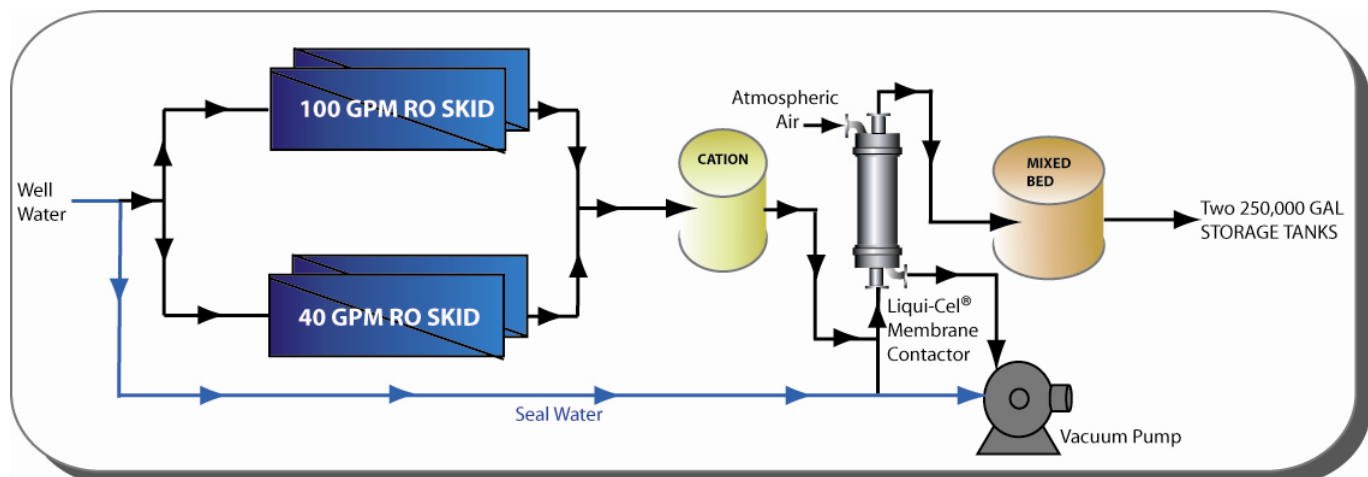 Well
Water
100 GPM RO SKID
40 GPM RO SKID
CATION
Atmospheric
Air
Liqui-Cel®
Membrane
Contactor
MIXED
BED
Two 250,000 GAL
STORAGE TANKS
Seal Water
Vacuum Pump